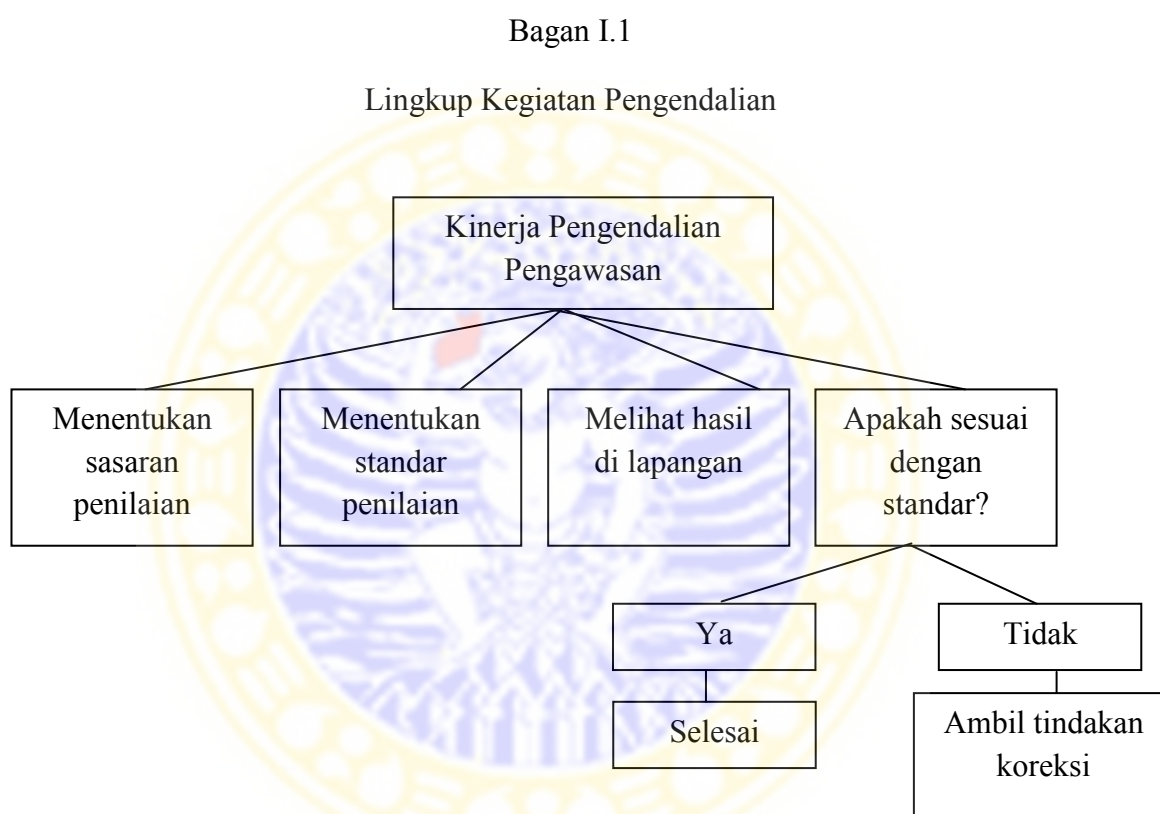 Bagan I.1
Lingkup Kegiatan Pengendalian
Kinerja Pengendalian
Pengawasan
Menentukan
sasaran
penilaian
Menentukan
standar
penilaian
Melihat hasil
di lapangan
Apakah sesuai
dengan
standar?
Ya
Tidak
Selesai
Ambil tindakan
koreksi